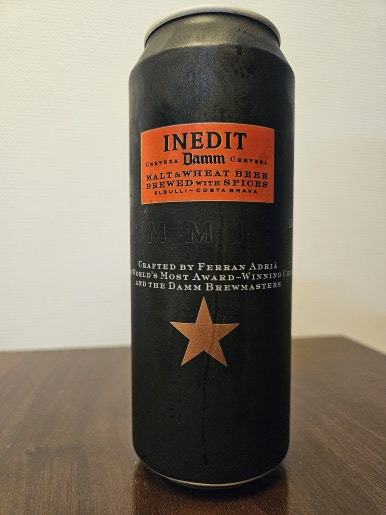 INEDIT
CERVEZA Damm CERVEZA
MALT & WHEAT BEER
BREWED WITH SPICES
ELBULLI – COSTA BRAVA
MMI
CRAFTED BY FERRAN ADRIÀ
WORLD'S MOST AWARD-WINNING
AND THE DAMM BREWMASTERS